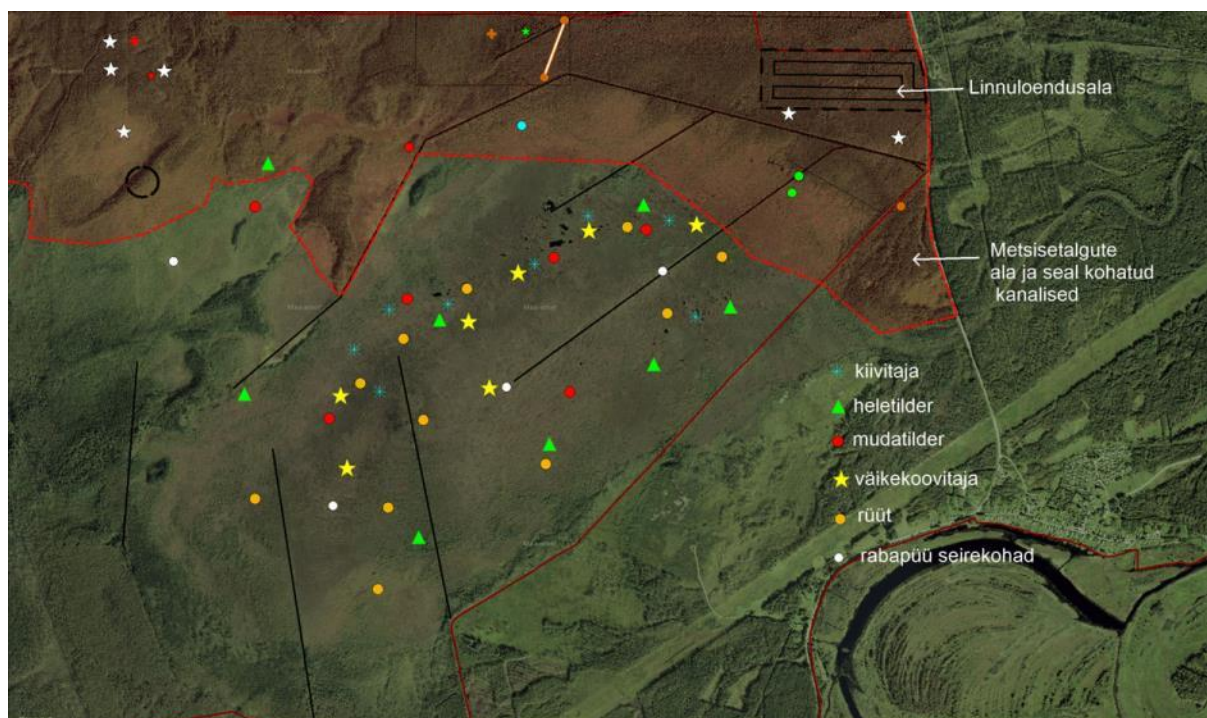 Linnuloendusala
Metsisetalgute
ala ja seal kohatud
kanalised
kiivitaja
heletilder
mudatilder
väikekoovitaja
rüüt
rabapüü seirekohad